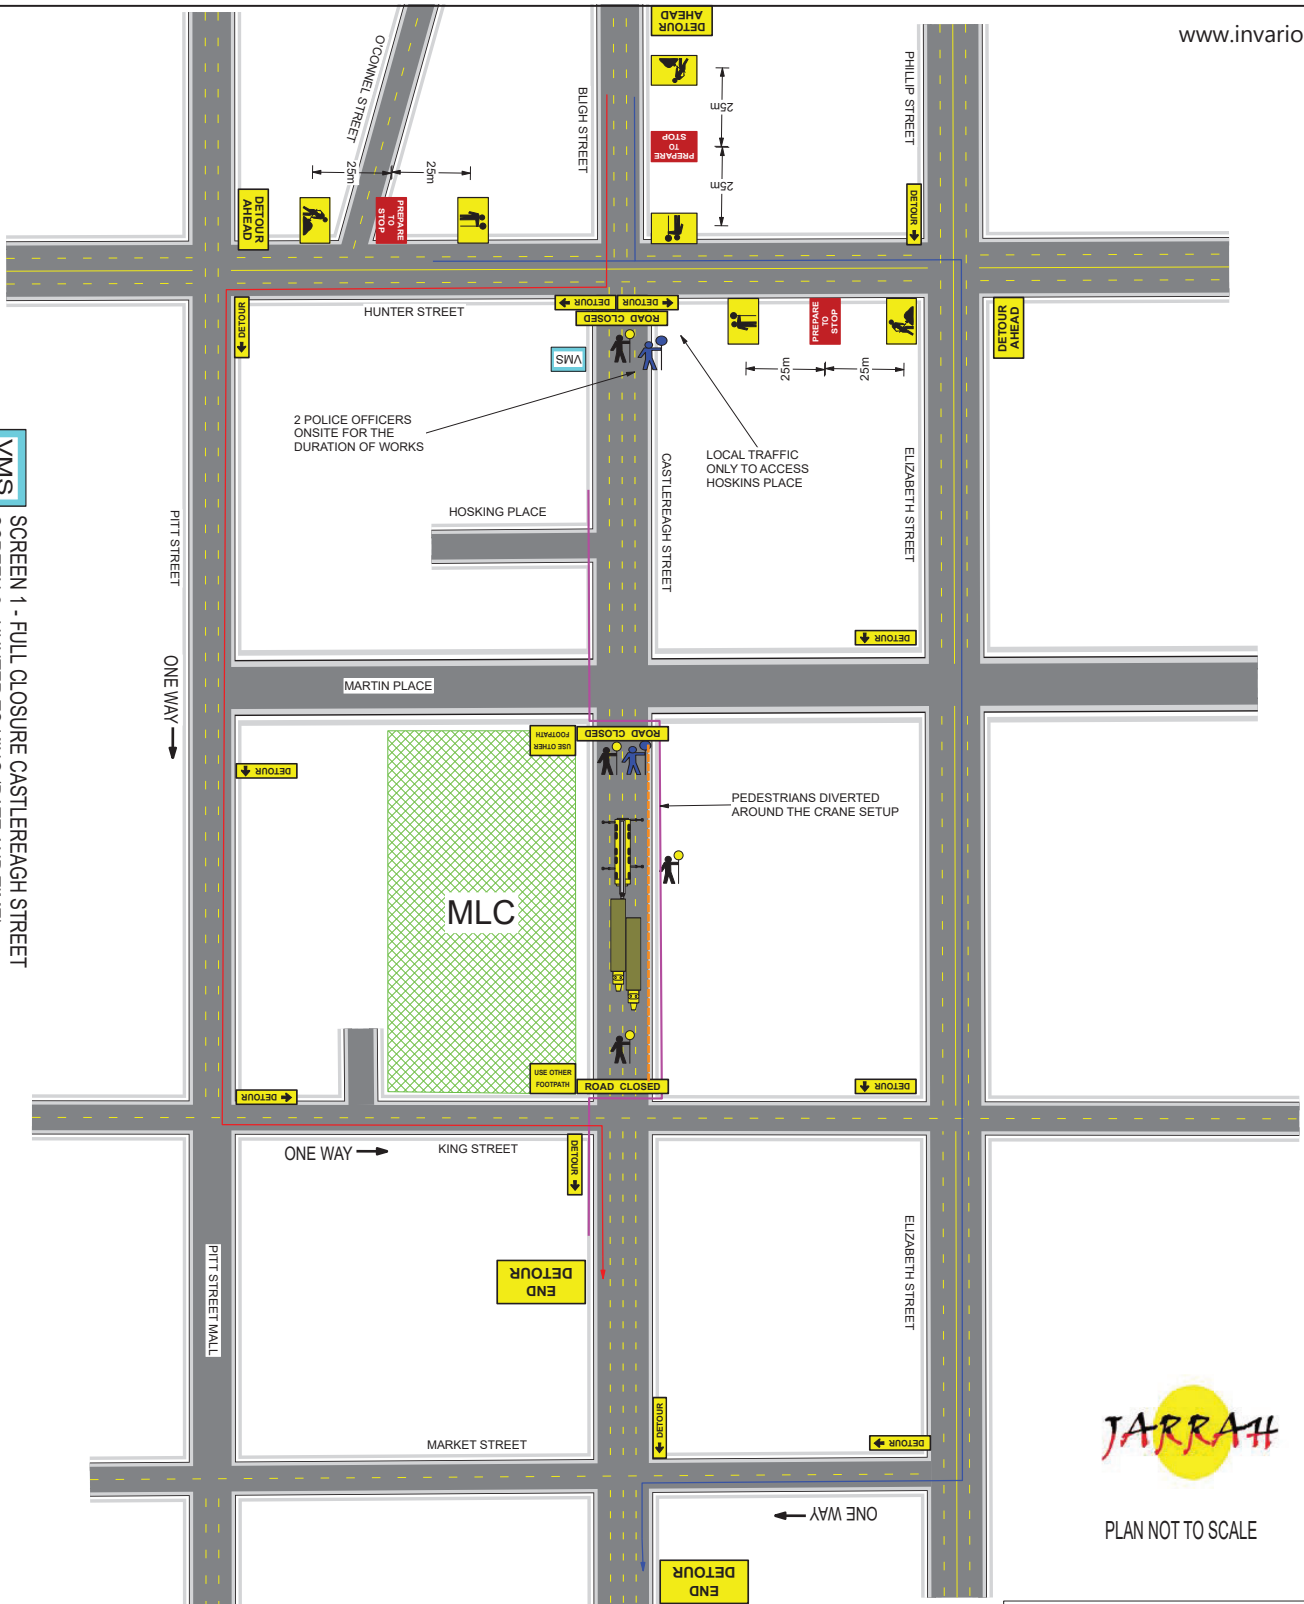 www.invario
DETOUR
AHEAD
O'CONNEL STREET
BLIGH STREET
PHILLIP STREET
25m
PREPARE
TO
STOP
25m
25m
25m
DETOUR
AHEAD
PREPARE
TO
STOP
DETOUR
HUNTER STREET
DETOUR
DETOUR
DETOUR
ROAD CLOSED
PREPARE
TO
STOP
DETOUR
AHEAD
25m
25m
VMS
2 POLICE OFFICERS
ONSITE FOR THE
DURATION OF WORKS
LOCAL TRAFFIC
ONLY TO ACCESS
HOSKINS PLACE
CASTLEREAGH STREET
ELIZABETH STREET
HOSKING PLACE
PITT STREET
VMS
SCREEN 1 - FULL CLOSURE CASTLEREAGH STREET
DETOUR
ONE WAY
MARTIN PLACE
USE OTHER
FOOTPATH
ROAD CLOSED
DETOUR
PEDESTRIANS DIVERTED
AROUND THE CRANE SETUP
MLC
USE OTHER
FOOTPATH
ROAD CLOSED
DETOUR
DETOUR
ONE WAY
KING STREET
DETOUR
ELIZABETH STREET
PITT STREET MALL
END
DETOUR
MARKET STREET
DETOUR
DETOUR
ONE WAY
END
DETOUR
JARRAH
PLAN NOT TO SCALE